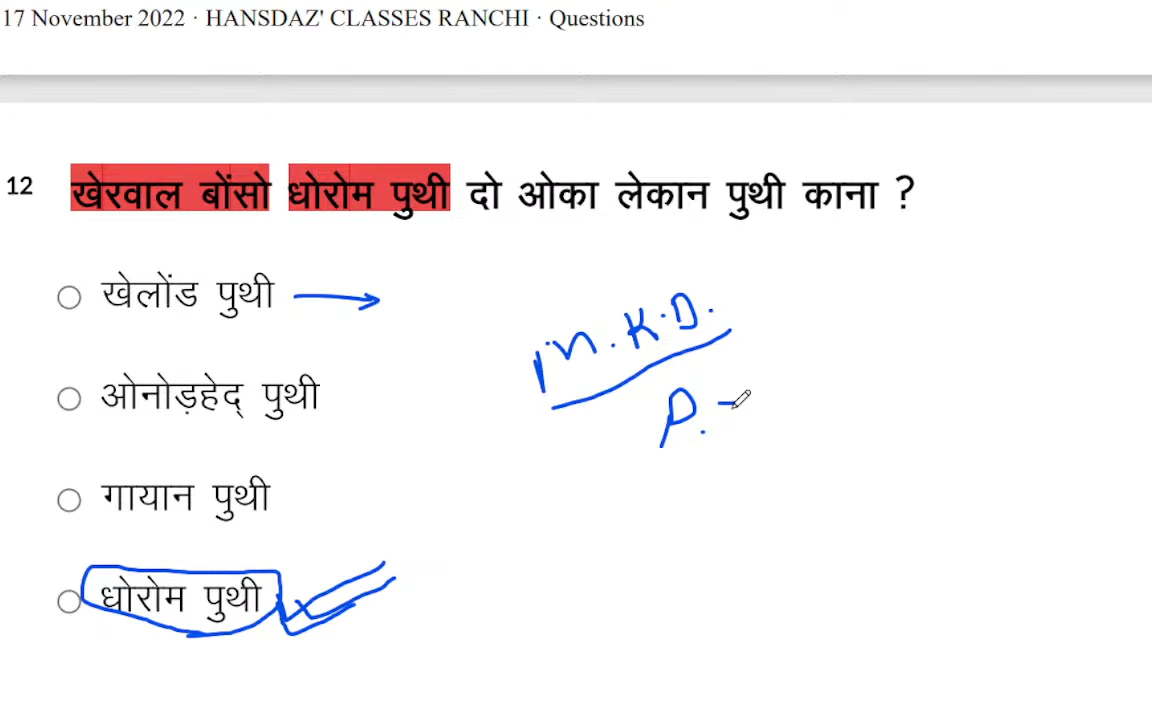 17 November 2022 · HANSDAZ' CLASSES RANCHI · Questions
12 खेरवाल बोंसो धोरोम पुथी दो ओका लेकान पुथी काना ?
खेलोंड पुथी
M.K.D.
ओनोड़हेद् पुथी
P.
गायान पुथी
धोरोम पुथी